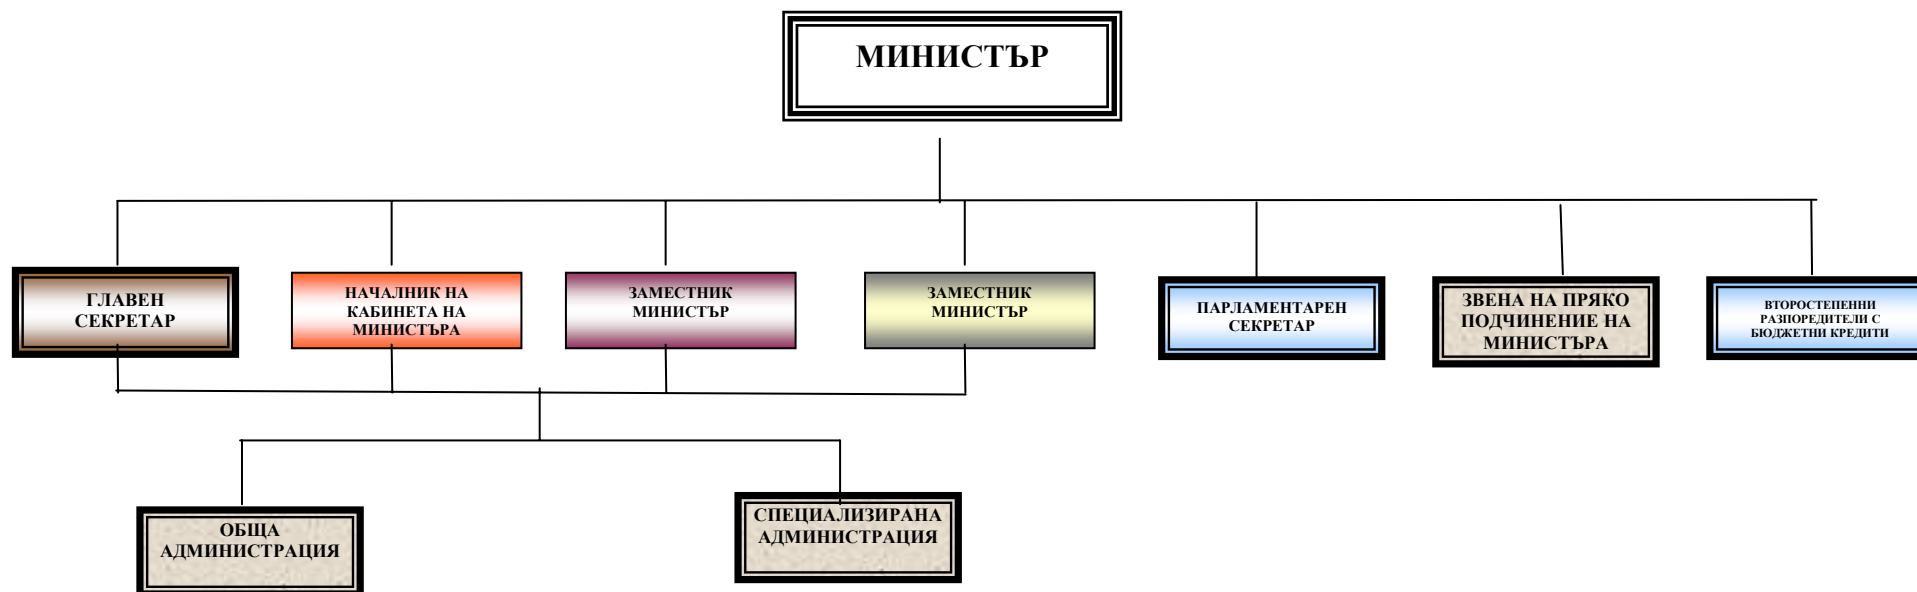 МИНИСТЪР
ГЛАВЕН
СЕКРЕТАР
НАЧАЛНИК НА
КАБИНЕТА НА
МИНИСТЪРА
ЗАМЕСТНИК
МИНИСТЪР
ЗАМЕСТНИК
МИНИСТЪР
ПАРЛАМЕНТАРЕН
СЕКРЕТАР
ЗВЕНА НА ПРЯКО
ПОДЧИНЕНИЕ НА
МИНИСТЪРА
ВТОРОСТЕПЕННИ
РАЗПОРЕДИТЕЛИ С
БЮДЖЕТНИ КРЕДИТИ
ОБЩА
АДМИНИСТРАЦИЯ
СПЕЦИАЛИЗИРАНА
АДМИНИСТРАЦИЯ